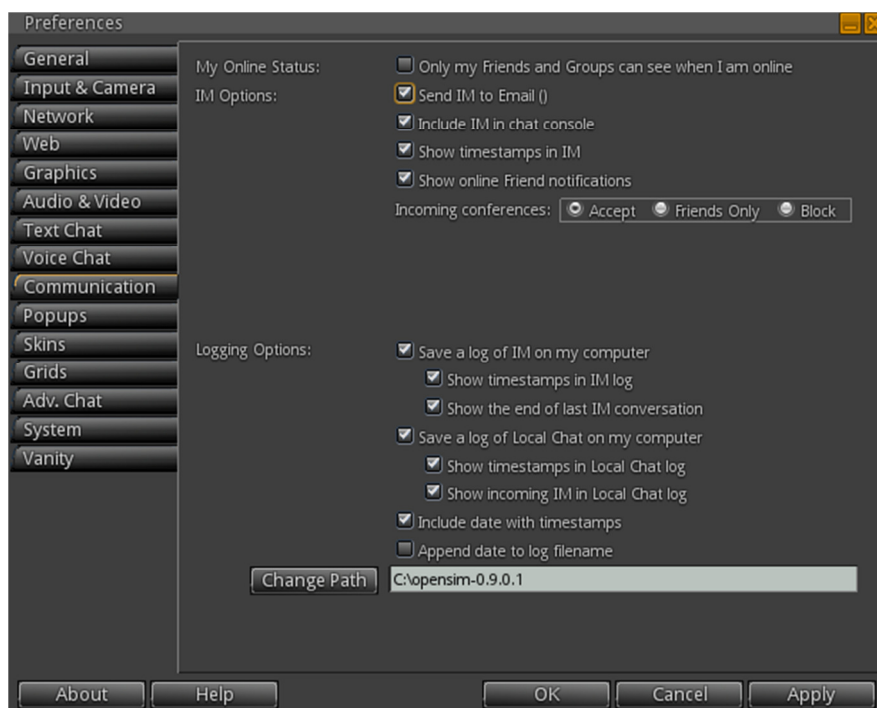 Preferences
General
Input & Camera
Network
Web
Graphics
Audio & Video
Text Chat
Voice Chat
Communication
Popups
Skins
Grids
Adv. Chat
System
Vanity
My Online Status: Only my Friends and Groups can see when I am online
IM Options: Send IM to Email ()
Include IM in chat console
Show timestamps in IM
Show online Friend notifications
Incoming conferences: Accept Friends Only Block
Logging Options: Save a log of IM on my computer
Show timestamps in IM log
Show the end of last IM conversation
Save a log of Local Chat on my computer
Show timestamps in Local Chat log
Show incoming IM in Local Chat log
Include date with timestamps
Append date to log filename
Change Path C:\opensim-0.9.0.1
About Help OK Cancel Apply